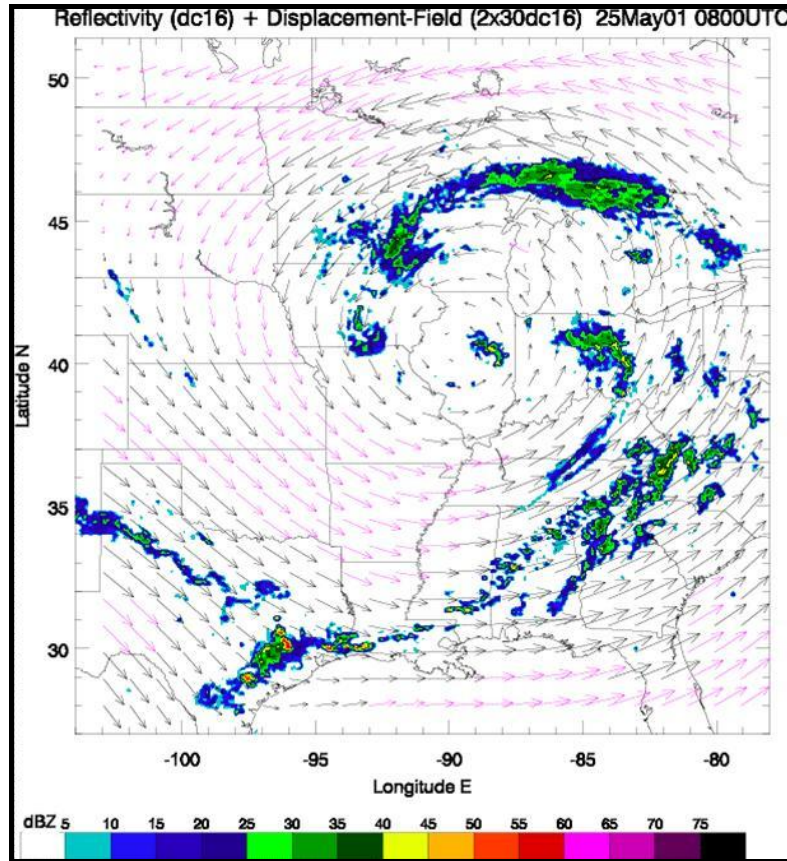 Reflectivity (dc16) + Displacement-Field (2x30dc16) 25May01 0800UTC
50
45
40
35
30
Latitude N
-100 -95 -90 -85 -80
Longitude E
dBZ 5 10 15 20 25 30 35 40 45 50 55 60 65 70 75